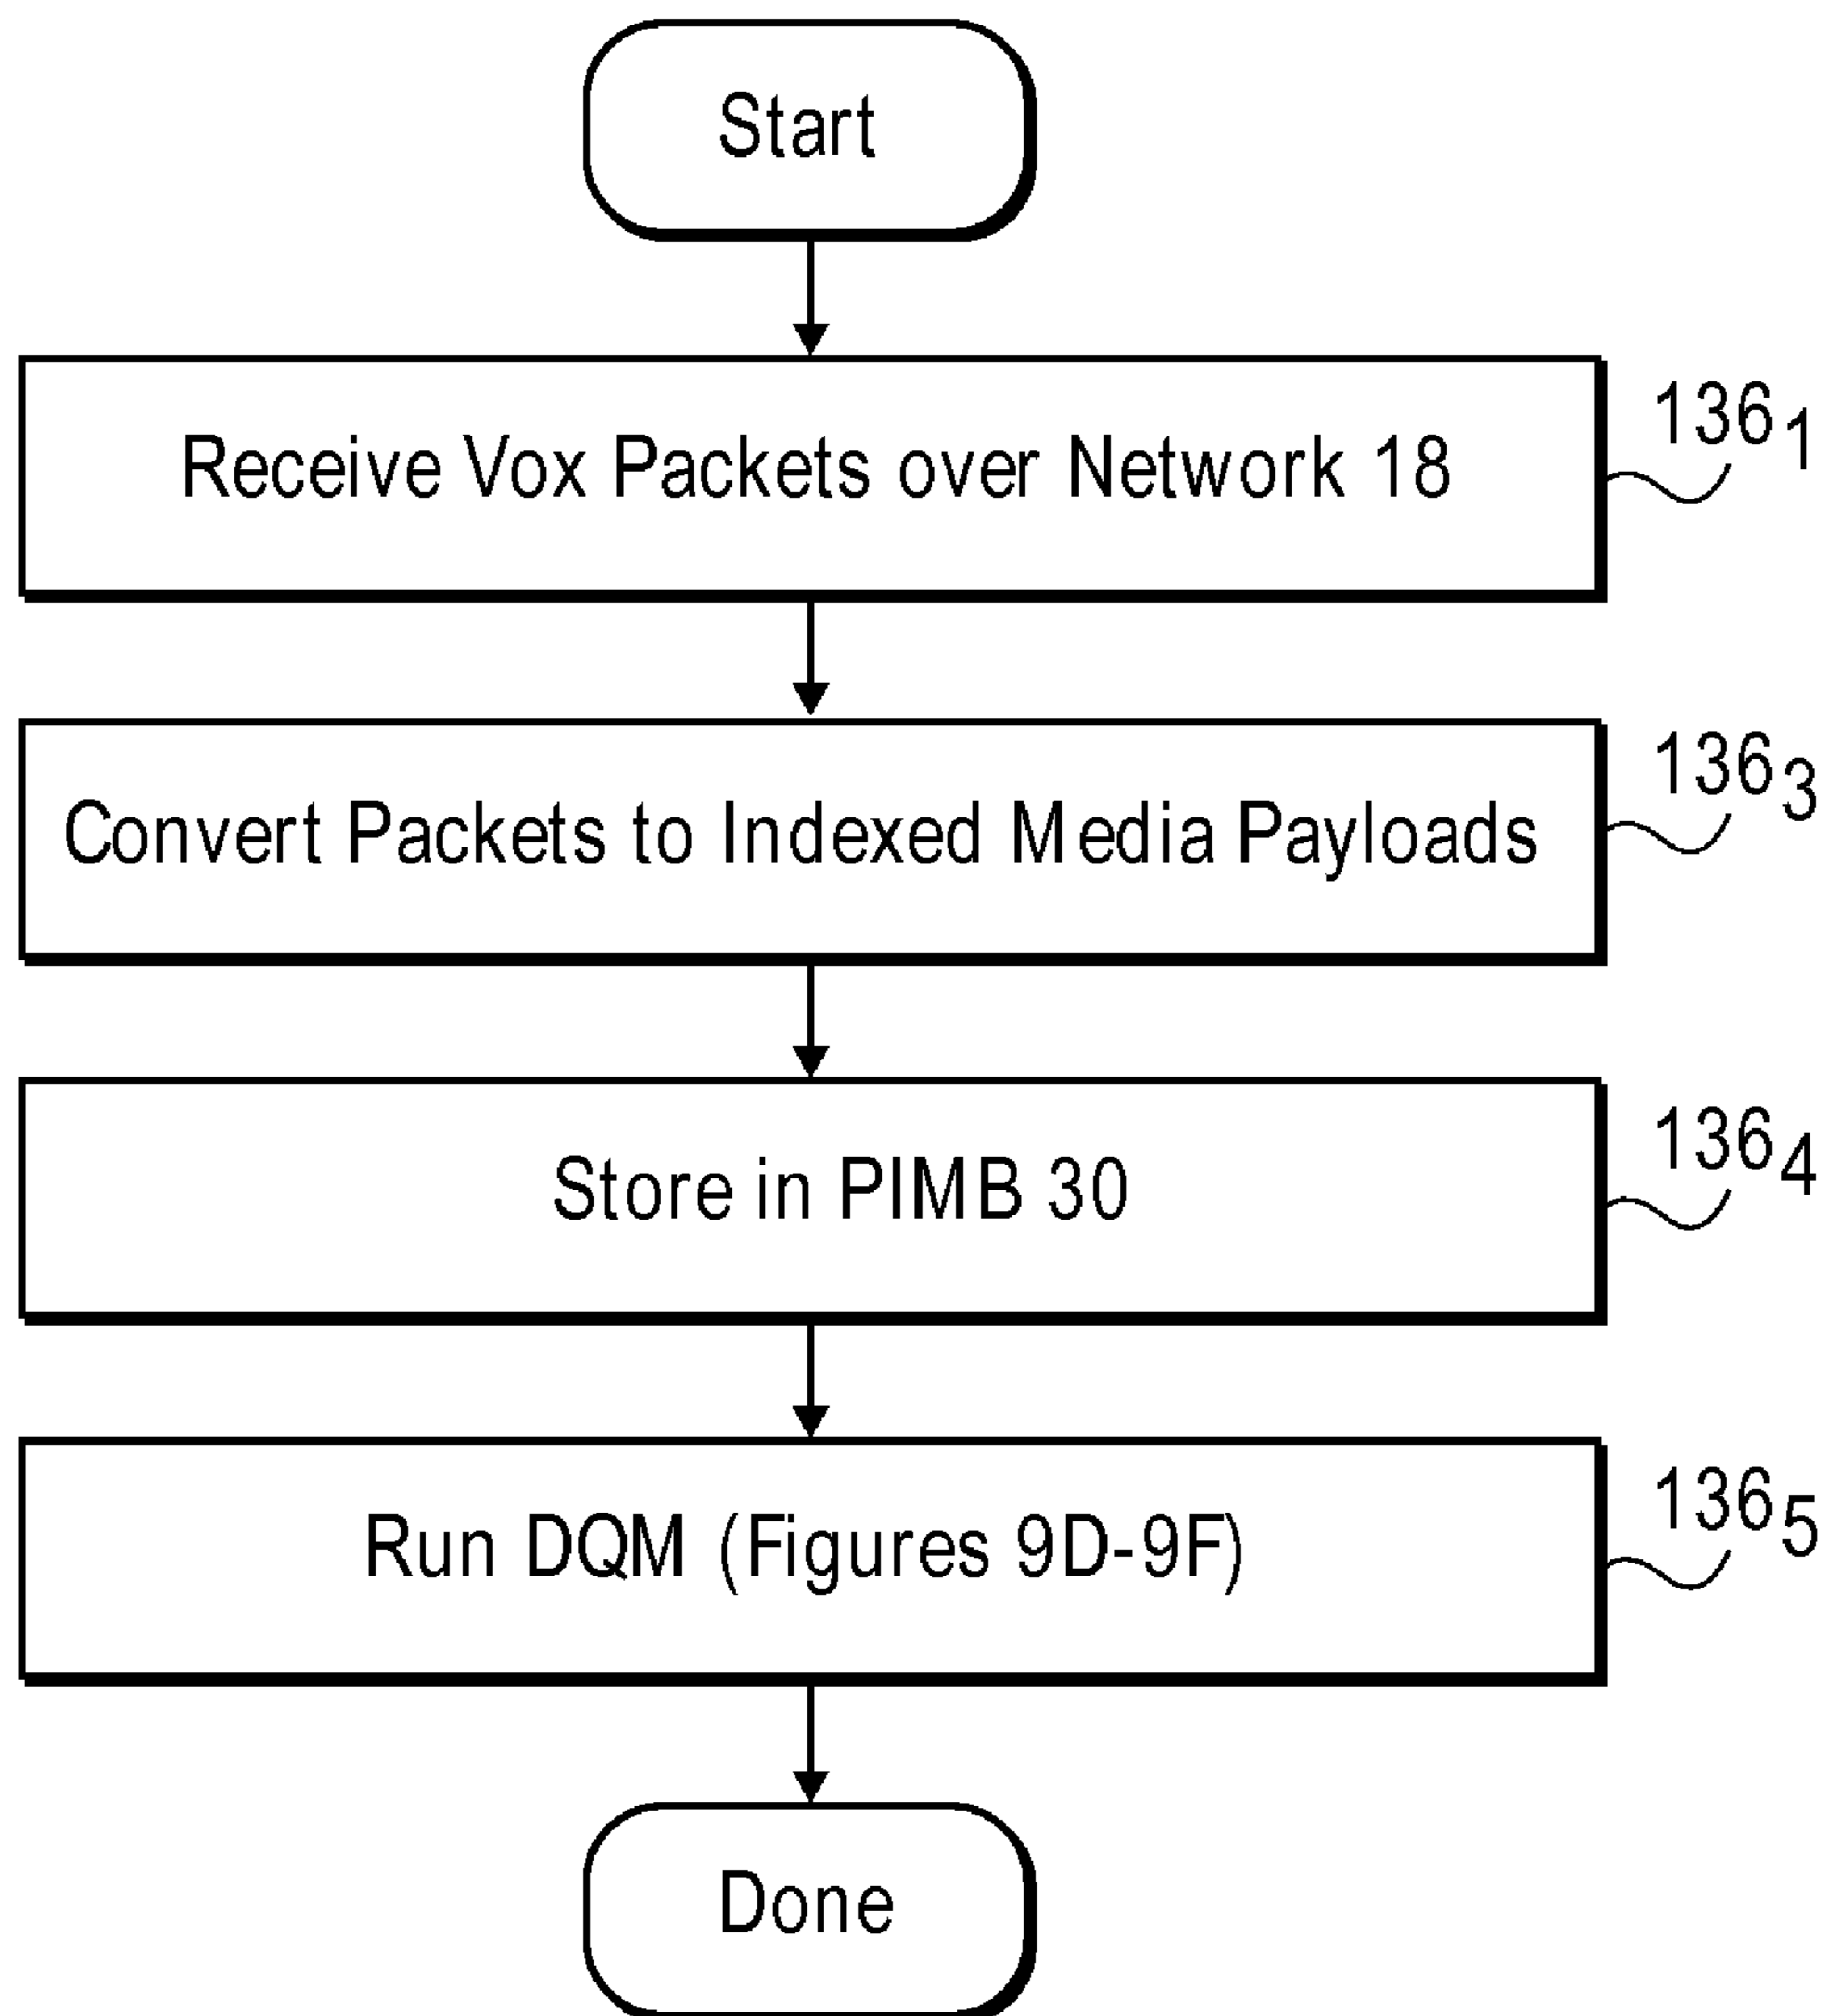 Start
Receive Vox Packets over Network 18
136₁
Convert Packets to Indexed Media Payloads
136₃
Store in PIMB 30
136₄
Run DQM (Figures 9D-9F)
136₅
Done